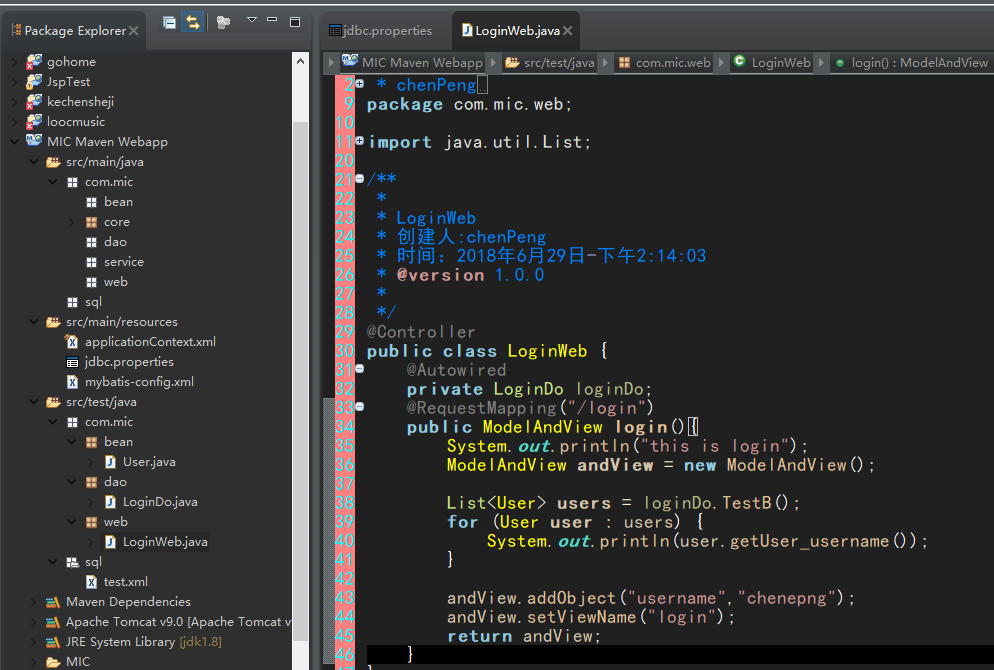 Package Explorer
gohome
JspTest
kechensheji
loocmusic
MIC Maven Webapp
src/main/java
com.mic
bean
core
dao
service
web
sql
src/main/resources
applicationContext.xml
jdbc.properties
mybatis-config.xml
src/test/java
com.mic
bean
User.java
dao
LoginDo.java
web
LoginWeb.java
sql
test.xml
Maven Dependencies
Apache Tomcat v9.0 [Apache Tomcat v
JRE System Library [jdk1.8]
MIC
jdbc.properties
LoginWeb.java
MIC Maven Webapp src/test/java com.mic.web LoginWeb login() : ModelAndView
2 * chenPeng
9 package com.mic.web;
10
11 import java.util.List;
20
21 /**
22 *
23 * LoginWeb
24 * 创建人:chenPeng
25 * 时间：2018年6月29日-下午2:14:03
26 * @version 1.0.0
27 *
28 */
29 @Controller
30 public class LoginWeb {
31 @Autowired
32 private LoginDo loginDo;
33 @RequestMapping("/login")
34 public ModelAndView login(){
35 System.out.println("this is login");
36 ModelAndView andView = new ModelAndView();
37
38 List<User> users = loginDo.TestB();
39 for (User user : users) {
40 System.out.println(user.getUser_username());
41 }
42
43 andView.addObject("username","chenepng");
44 andView.setViewName("login");
45 return andView;
46 }